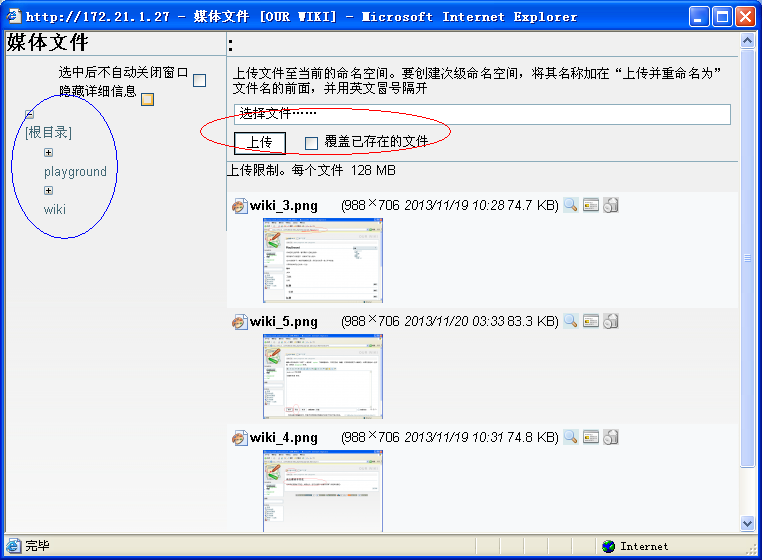 http://172.21.1.27 - 媒体文件 [OUR WIKI] - Microsoft Internet Explorer
媒体文件
选中后不自动关闭窗口
隐藏详细信息
[根目录]
playground
wiki
:
上传文件至当前的命名空间。要创建次级命名空间，将其名称加在“上传并重命名为”
文件名的前面，并用英文冒号隔开
选择文件……
上传 覆盖已存在的文件
上传限制。每个文件 128 MB
wiki_3.png (988×706 2013/11/19 10:28 74.7 KB)
wiki_5.png (988×706 2013/11/20 03:33 83.3 KB)
wiki_4.png (988×706 2013/11/19 10:31 74.8 KB)
完毕
Internet